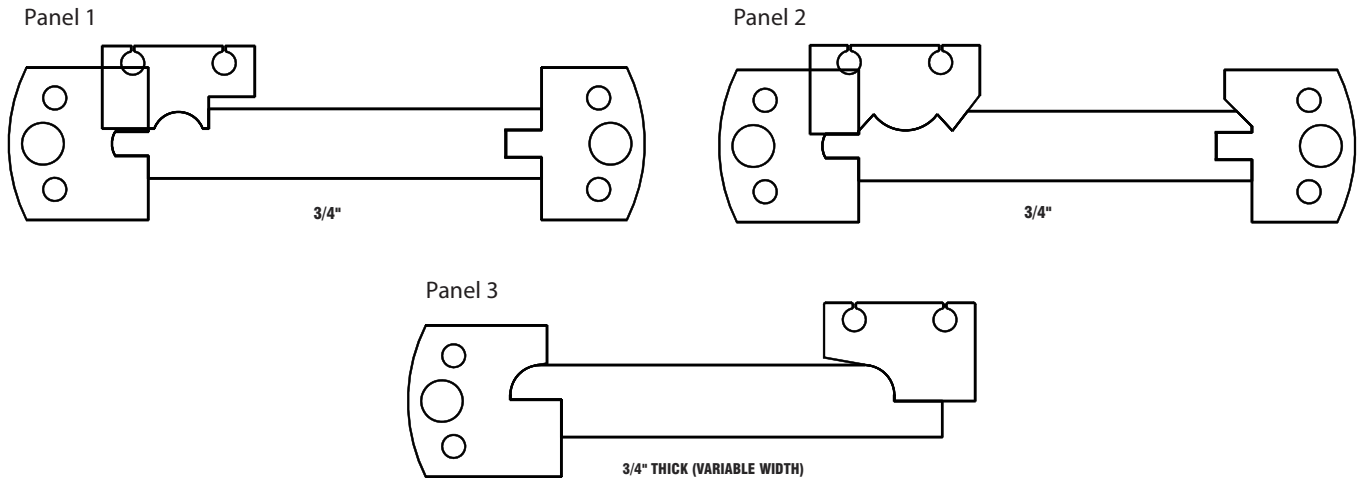 Panel 1
Panel 2
3/4"
3/4"
Panel 3
3/4" THICK (VARIABLE WIDTH)